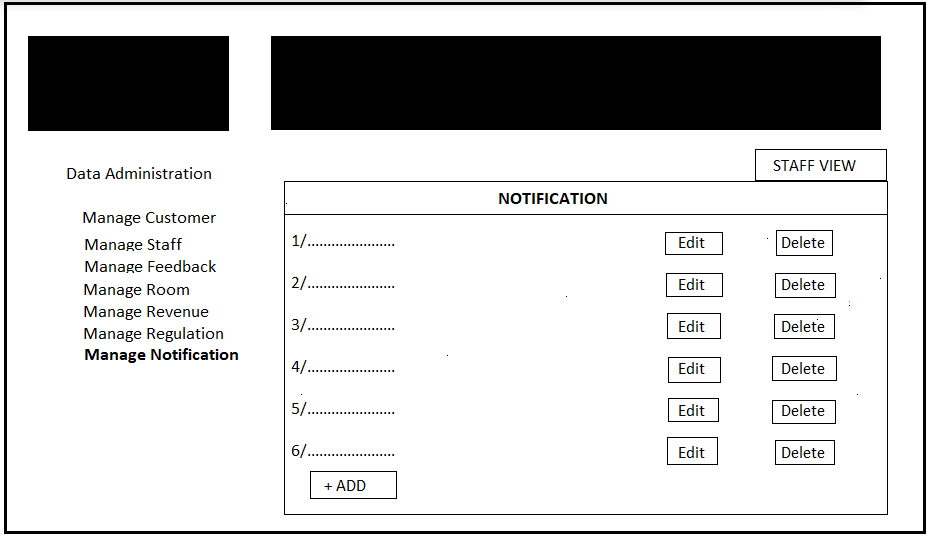 Data Administration
Manage Customer
Manage Staff
Manage Feedback
Manage Room
Manage Revenue
Manage Regulation
Manage Notification
STAFF VIEW
NOTIFICATION
1/...................... Edit Delete
2/...................... Edit Delete
3/...................... Edit Delete
4/...................... Edit Delete
5/...................... Edit Delete
6/...................... Edit Delete
+ ADD